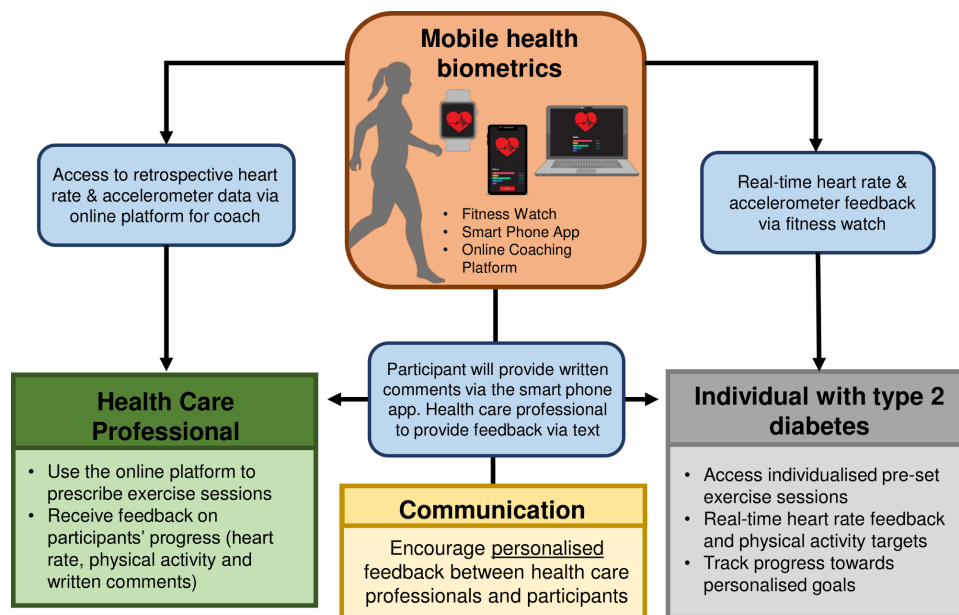 Mobile health
biometrics
• Fitness Watch
• Smart Phone App
• Online Coaching
Platform
Access to retrospective heart
rate & accelerometer data via
online platform for coach
Real-time heart rate &
accelerometer feedback
via fitness watch
Participant will provide written
comments via the smart phone
app. Health care professional
to provide feedback via text
Health Care
Professional
• Use the online platform to
prescribe exercise sessions
• Receive feedback on
participants' progress (heart
rate, physical activity and
written comments)
Communication
Encourage personalised
feedback between health care
professionals and participants
Individual with type 2
diabetes
• Access individualised pre-set
exercise sessions
• Real-time heart rate feedback
and physical activity targets
• Track progress towards
personalised goals